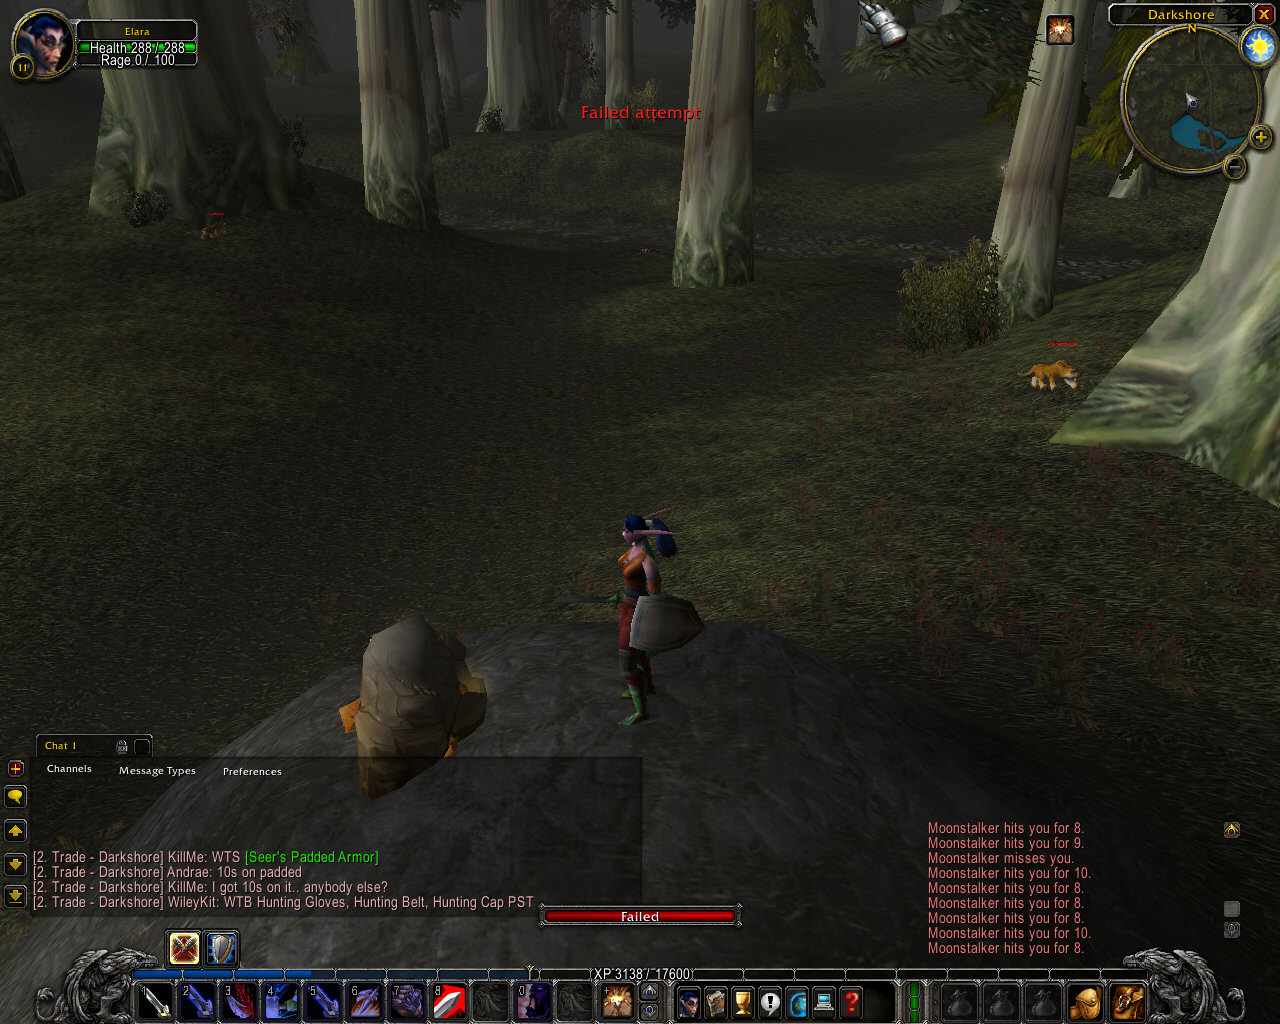 Elara
Health 288 / 288
Rage 0 / 100
11
Darkshore
N
Failed attempt
Chat 1
Channels Message Types Preferences
[2. Trade - Darkshore] KillMe: WTS [Seer's Padded Armor]
[2. Trade - Darkshore] Andrae: 10s on padded
[2. Trade - Darkshore] KillMe: I got 10s on it.. anybody else?
[2. Trade - Darkshore] WileyKit: WTB Hunting Gloves, Hunting Belt, Hunting Cap PST
Moonstalker hits you for 8.
Moonstalker hits you for 9.
Moonstalker misses you.
Moonstalker hits you for 10.
Moonstalker hits you for 8.
Moonstalker hits you for 8.
Moonstalker hits you for 8.
Moonstalker hits you for 10.
Moonstalker hits you for 8.
Failed
XP 3138 / 17600
1 2 3 4 5 6 7 8 0 +